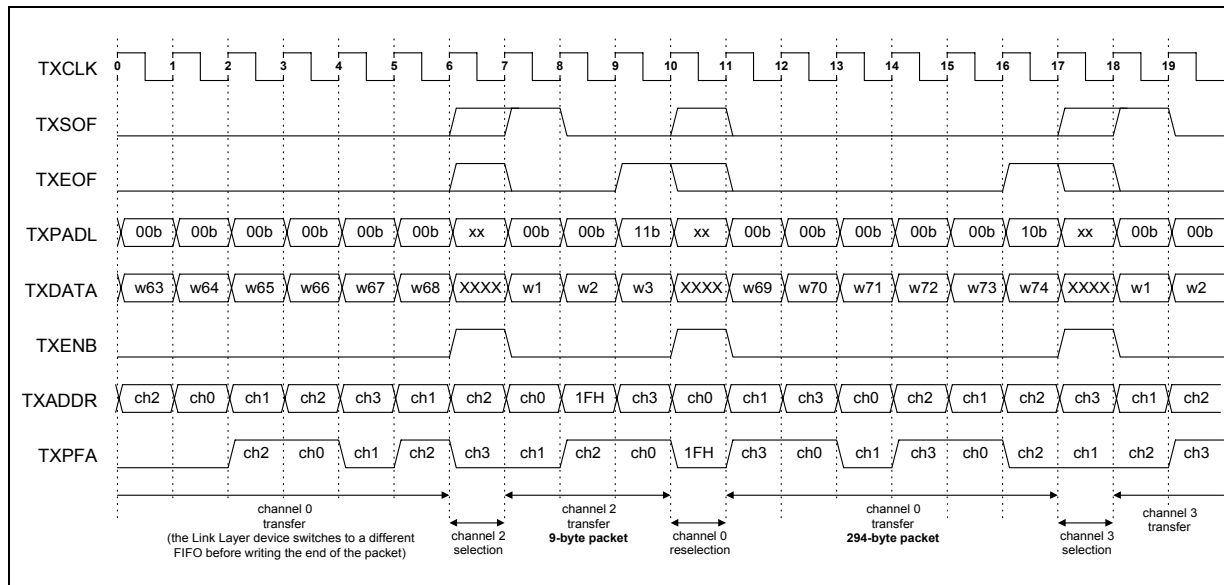 TXCLK 0 1 2 3 4 5 6 7 8 9 10 11 12 13 14 15 16 17 18 19
TXSOF
TXEOF
TXPADL 00b 00b 00b 00b 00b 00b xx 00b 00b 11b xx 00b 00b 00b 00b 00b 10b xx 00b 00b
TXDATA w63 w64 w65 w66 w67 w68 XXXX w1 w2 w3 XXXX w69 w70 w71 w72 w73 w74 XXXX w1 w2
TXENB
TXADDR ch2 ch0 ch1 ch2 ch3 ch1 ch2 ch0 1FH ch3 ch0 ch1 ch3 ch0 ch2 ch1 ch2 ch3 ch1 ch2
TXPFA ch2 ch0 ch1 ch2 ch3 ch1 ch2 ch0 1FH ch3 ch0 ch1 ch3 ch0 ch2 ch1 ch2 ch3
channel 0
transfer
(the Link Layer device switches to a different
FIFO before writing the end of the packet)
channel 2
selection
channel 2
transfer
9-byte packet
channel 0
reselection
channel 0
transfer
294-byte packet
channel 3
selection
channel 3
transfer